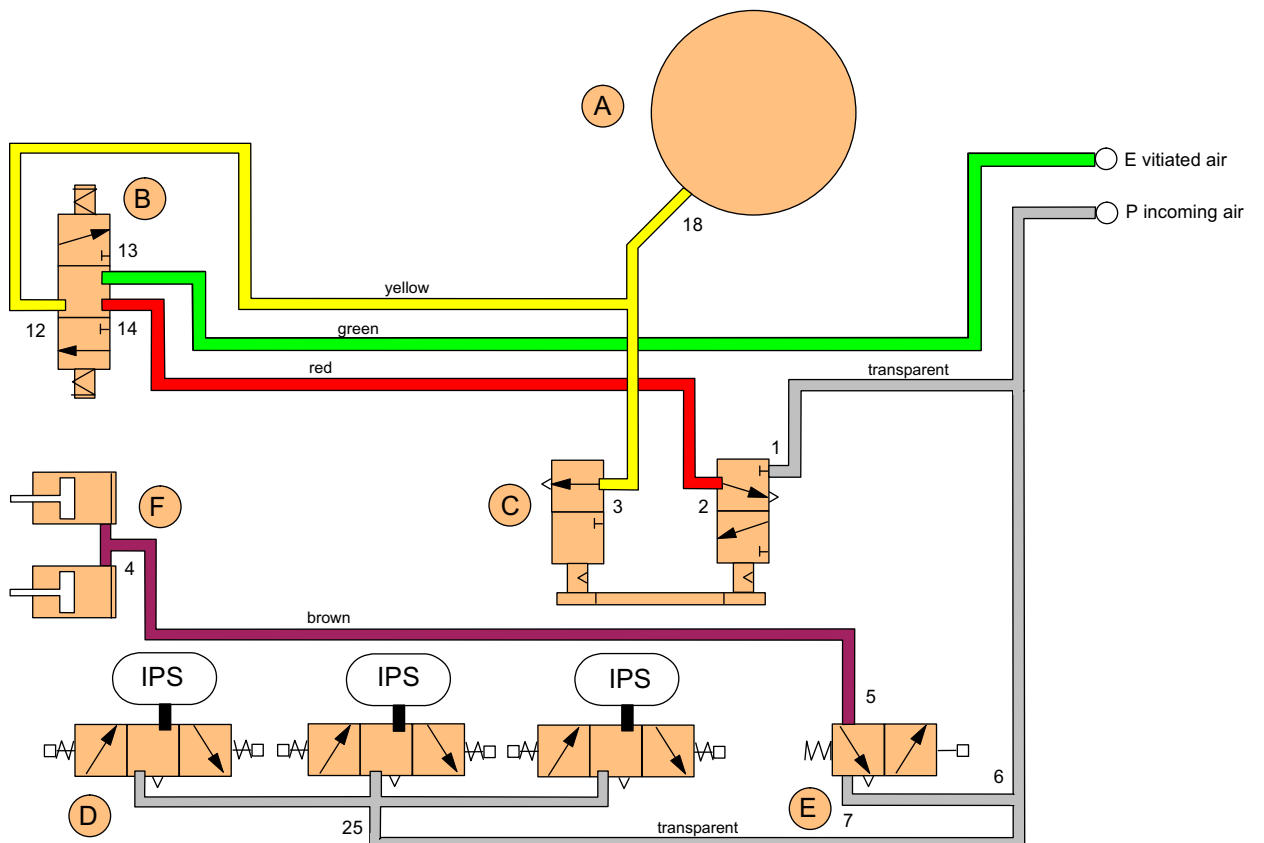 A
E vitiated air
B
P incoming air
18
13
yellow
12
14
green
red
transparent
1
F
C
3
2
4
brown
IPS
IPS
IPS
5
6
D
E
7
25
transparent